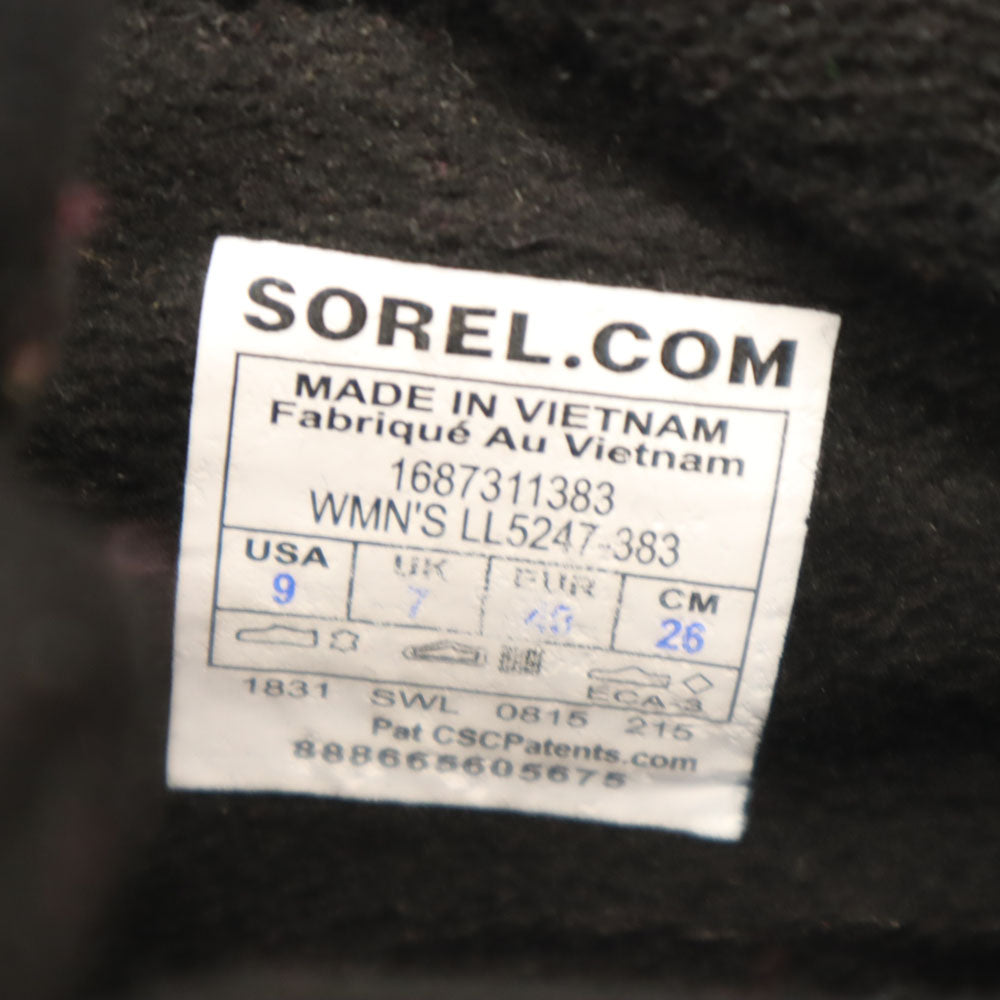 SOREL.COM
MADE IN VIETNAM
Fabriqué Au Vietnam
1687311383
WMN'S LL5247-383
USA UK EUR CM
9 7 40 26
ECA-3
1831 SWL 0815 215
Pat CSCPatents.com
888665605675